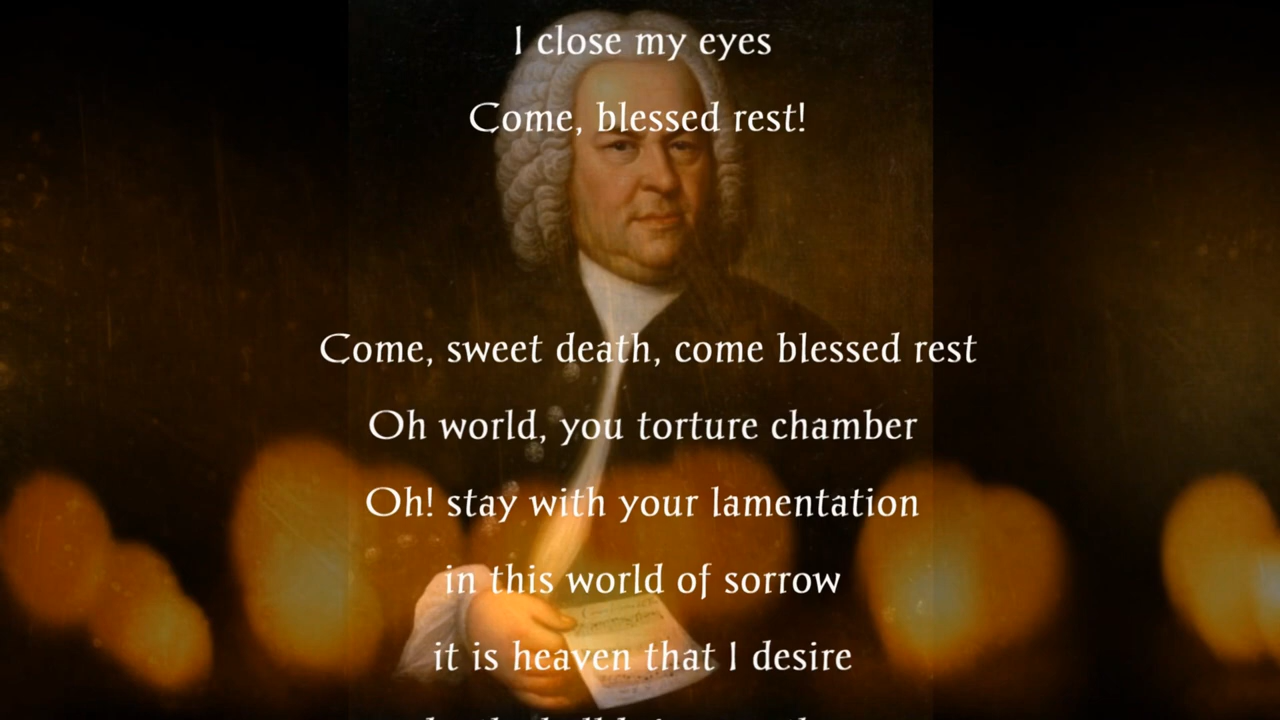 I close my eyes
Come, blessed rest!
Come, sweet death, come blessed rest
Oh world, you torture chamber
Oh! stay with your lamentation
in this world of sorrow
it is heaven that I desire